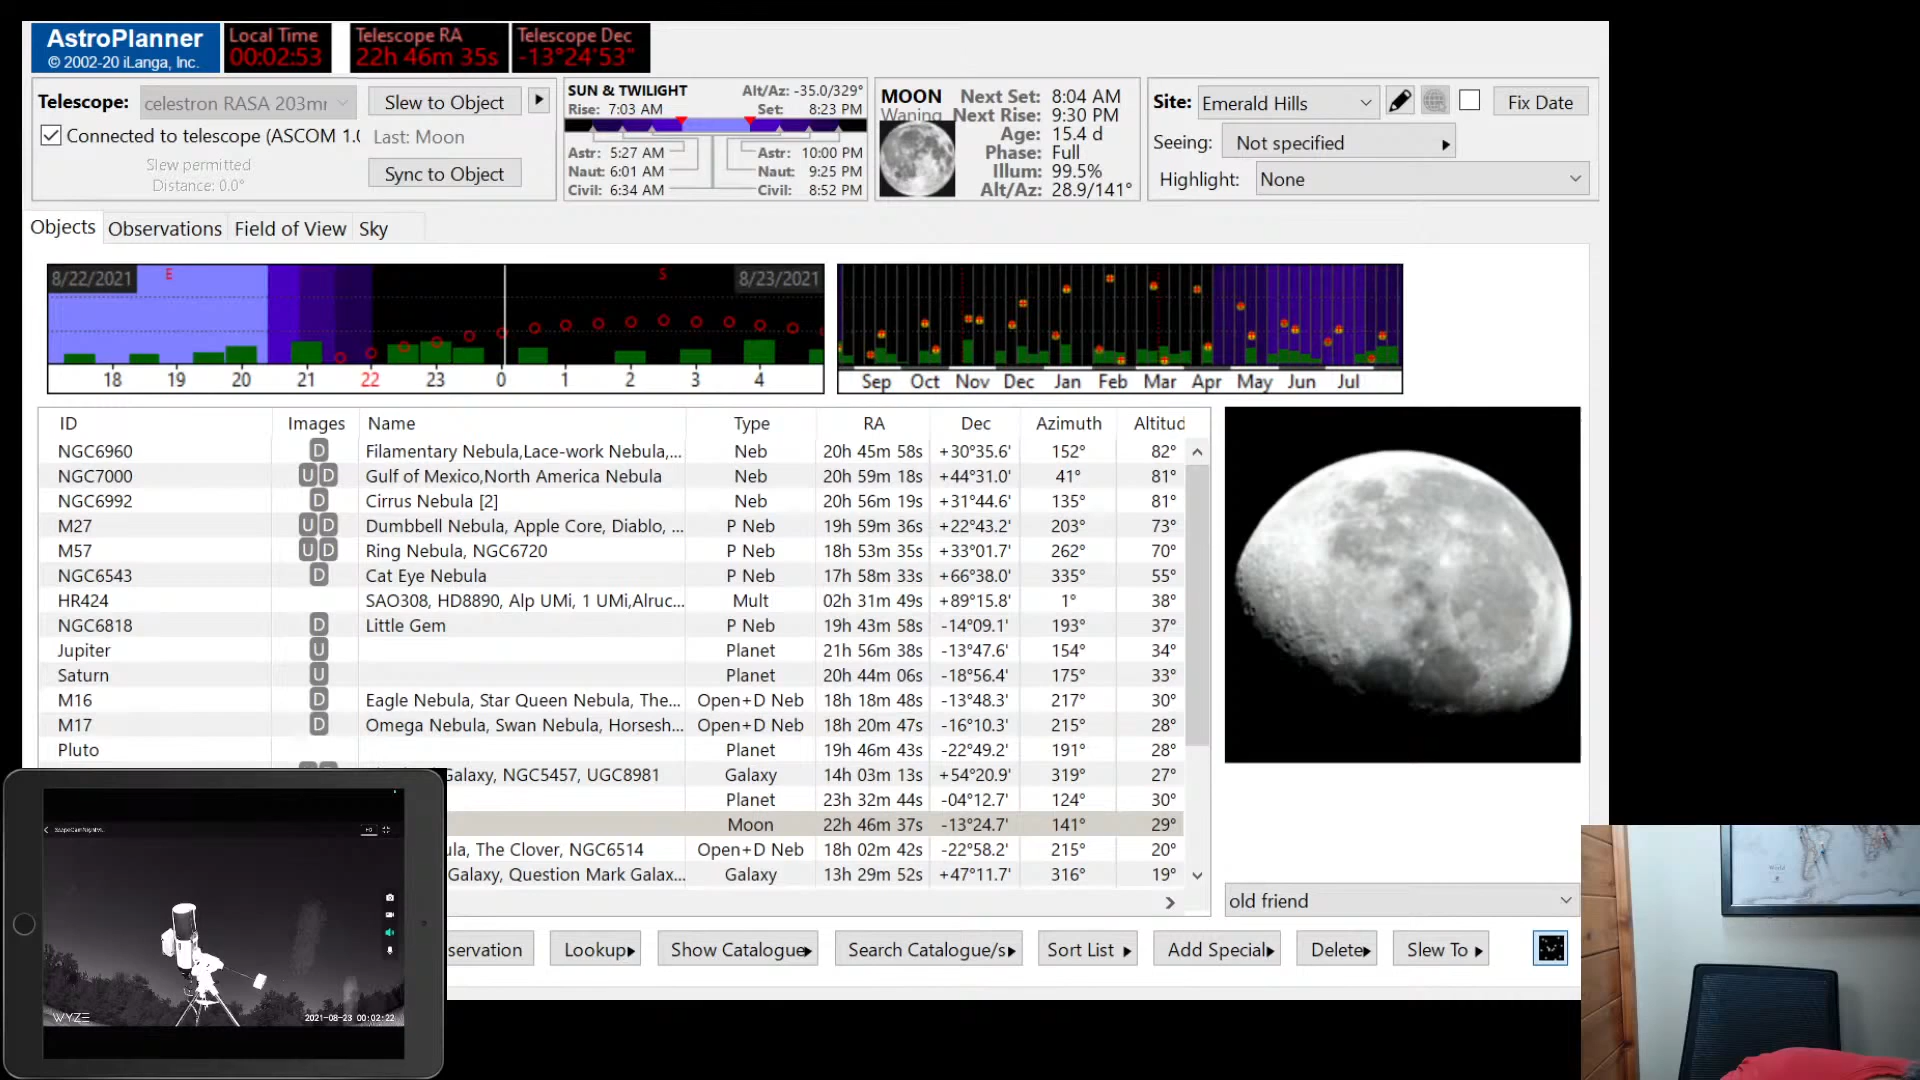 AstroPlanner
© 2002-20 iLanga, Inc.
Local Time
00:02:53
Telescope RA
22h 46m 35s
Telescope Dec
-13°24'53"
Telescope: celestron RASA 203mr
Slew to Object
Connected to telescope (ASCOM 1.0
Last: Moon
Slew permitted
Distance: 0.0°
Sync to Object
SUN & TWILIGHT Alt/Az: -35.0/329°
Rise: 7:03 AM Set: 8:23 PM
Astr: 5:27 AM Astr: 10:00 PM
Naut: 6:01 AM Naut: 9:25 PM
Civil: 6:34 AM Civil: 8:52 PM
MOON Next Set: 8:04 AM
Waning Next Rise: 9:30 PM
Age: 15.4 d
Phase: Full
Illum: 99.5%
Alt/Az: 28.9/141°
Site: Emerald Hills Fix Date
Seeing: Not specified
Highlight: None
Objects Observations Field of View Sky
8/22/2021 E S 8/23/2021
18 19 20 21 22 23 0 1 2 3 4
Sep Oct Nov Dec Jan Feb Mar Apr May Jun Jul
ID Images Name Type RA Dec Azimuth Altitud
NGC6960 D Filamentary Nebula,Lace-work Nebula,... Neb 20h 45m 58s +30°35.6' 152° 82°
NGC7000 U D Gulf of Mexico,North America Nebula Neb 20h 59m 18s +44°31.0' 41° 81°
NGC6992 D Cirrus Nebula [2] Neb 20h 56m 19s +31°44.6' 135° 81°
M27 U D Dumbbell Nebula, Apple Core, Diablo, ... P Neb 19h 59m 36s +22°43.2' 203° 73°
M57 U D Ring Nebula, NGC6720 P Neb 18h 53m 35s +33°01.7' 262° 70°
NGC6543 D Cat Eye Nebula P Neb 17h 58m 33s +66°38.0' 335° 55°
HR424 SAO308, HD8890, Alp UMi, 1 UMi,Alruc... Mult 02h 31m 49s +89°15.8' 1° 38°
NGC6818 D Little Gem P Neb 19h 43m 58s -14°09.1' 193° 37°
Jupiter U Planet 21h 56m 38s -13°47.6' 154° 34°
Saturn U Planet 20h 44m 06s -18°56.4' 175° 33°
M16 D Eagle Nebula, Star Queen Nebula, The... Open+D Neb 18h 18m 48s -13°48.3' 217° 30°
M17 D Omega Nebula, Swan Nebula, Horsesh... Open+D Neb 18h 20m 47s -16°10.3' 215° 28°
Pluto Planet 19h 46m 43s -22°49.2' 191° 28°
Galaxy, NGC5457, UGC8981 Galaxy 14h 03m 13s +54°20.9' 319° 27°
Planet 23h 32m 44s -04°12.7' 124° 30°
Moon 22h 46m 37s -13°24.7' 141° 29°
ula, The Clover, NGC6514 Open+D Neb 18h 02m 42s -22°58.2' 215° 20°
Galaxy, Question Mark Galax... Galaxy 13h 29m 52s +47°11.7' 316° 19°
old friend
servation Lookup Show Catalogue Search Catalogue/s Sort List Add Special Delete Slew To
HD
WYZE 2021-08-23 00:02:22
World